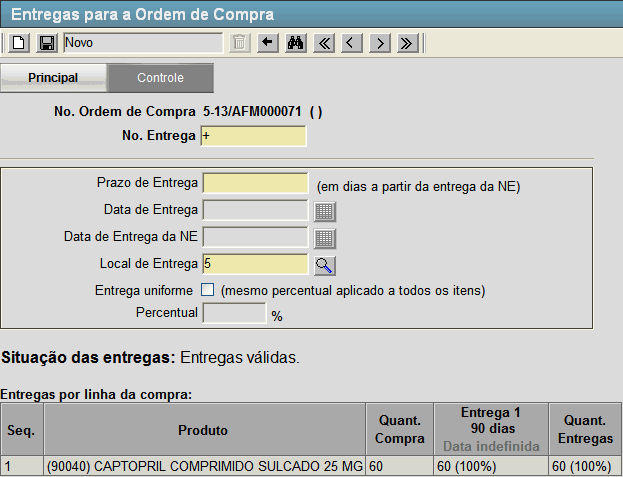 Entregas para a Ordem de Compra
Novo
Principal Controle
No. Ordem de Compra 5-13/AFM000071 ( )
No. Entrega +
Prazo de Entrega (em dias a partir da entrega da NE)
Data de Entrega
Data de Entrega da NE
Local de Entrega 5
Entrega uniforme (mesmo percentual aplicado a todos os itens)
Percentual %
Situação das entregas: Entregas válidas.
Entregas por linha da compra:
Seq. Produto Quant. Compra Entrega 1 90 dias Data indefinida Quant. Entregas
1 (90040) CAPTOPRIL COMPRIMIDO SULCADO 25 MG 60 60 (100%) 60 (100%)